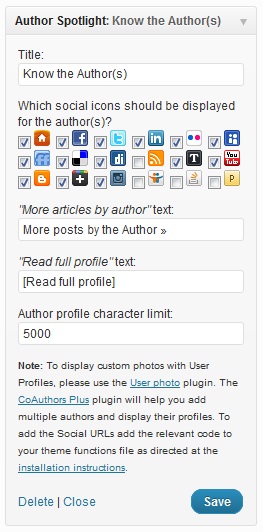 Author Spotlight: Know the Author(s)
Title:
Know the Author(s)
Which social icons should be displayed
for the author(s)?
"More articles by author" text:
More posts by the Author »
"Read full profile" text:
[Read full profile]
Author profile character limit:
5000
Note: To display custom photos with User
Profiles, please use the User photo plugin. The
CoAuthors Plus plugin will help you add
multiple authors and display their profiles. To
add the Social URLs add the relevant code to
your theme functions file as directed at the
installation instructions.
Delete | Close
Save